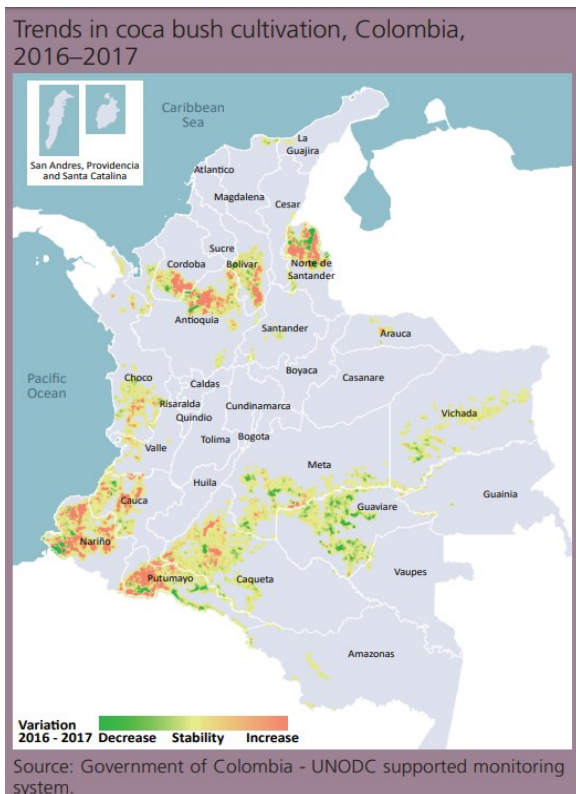 Trends in coca bush cultivation, Colombia,
2016–2017
Caribbean
Sea
San Andres, Providencia
and Santa Catalina
La
Guajira
Atlantico
Magdalena
Cesar
Sucre
Cordoba
Bolivar
Norte de
Santander
Antioquia
Santander
Arauca
Pacific
Ocean
Choco
Boyaca
Caldas
Casanare
Risaralda
Cundinamarca
Quindio
Vichada
Tolima
Bogota
Valle
Meta
Huila
Guainia
Cauca
Guaviare
Nariño
Vaupes
Putumayo
Caqueta
Amazonas
Variation
2016 - 2017 Decrease Stability Increase
Source: Government of Colombia - UNODC supported monitoring
system.